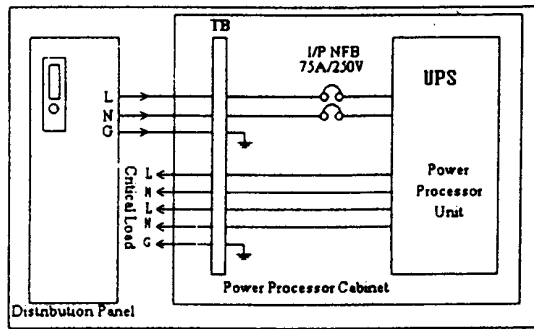 TB
I/P NFB
75A/250V
UPS
L
N
G
Critical Load
L
N
L
N
G
Power
Processor
Unit
Power Processor Cabinet
Distribution Panel